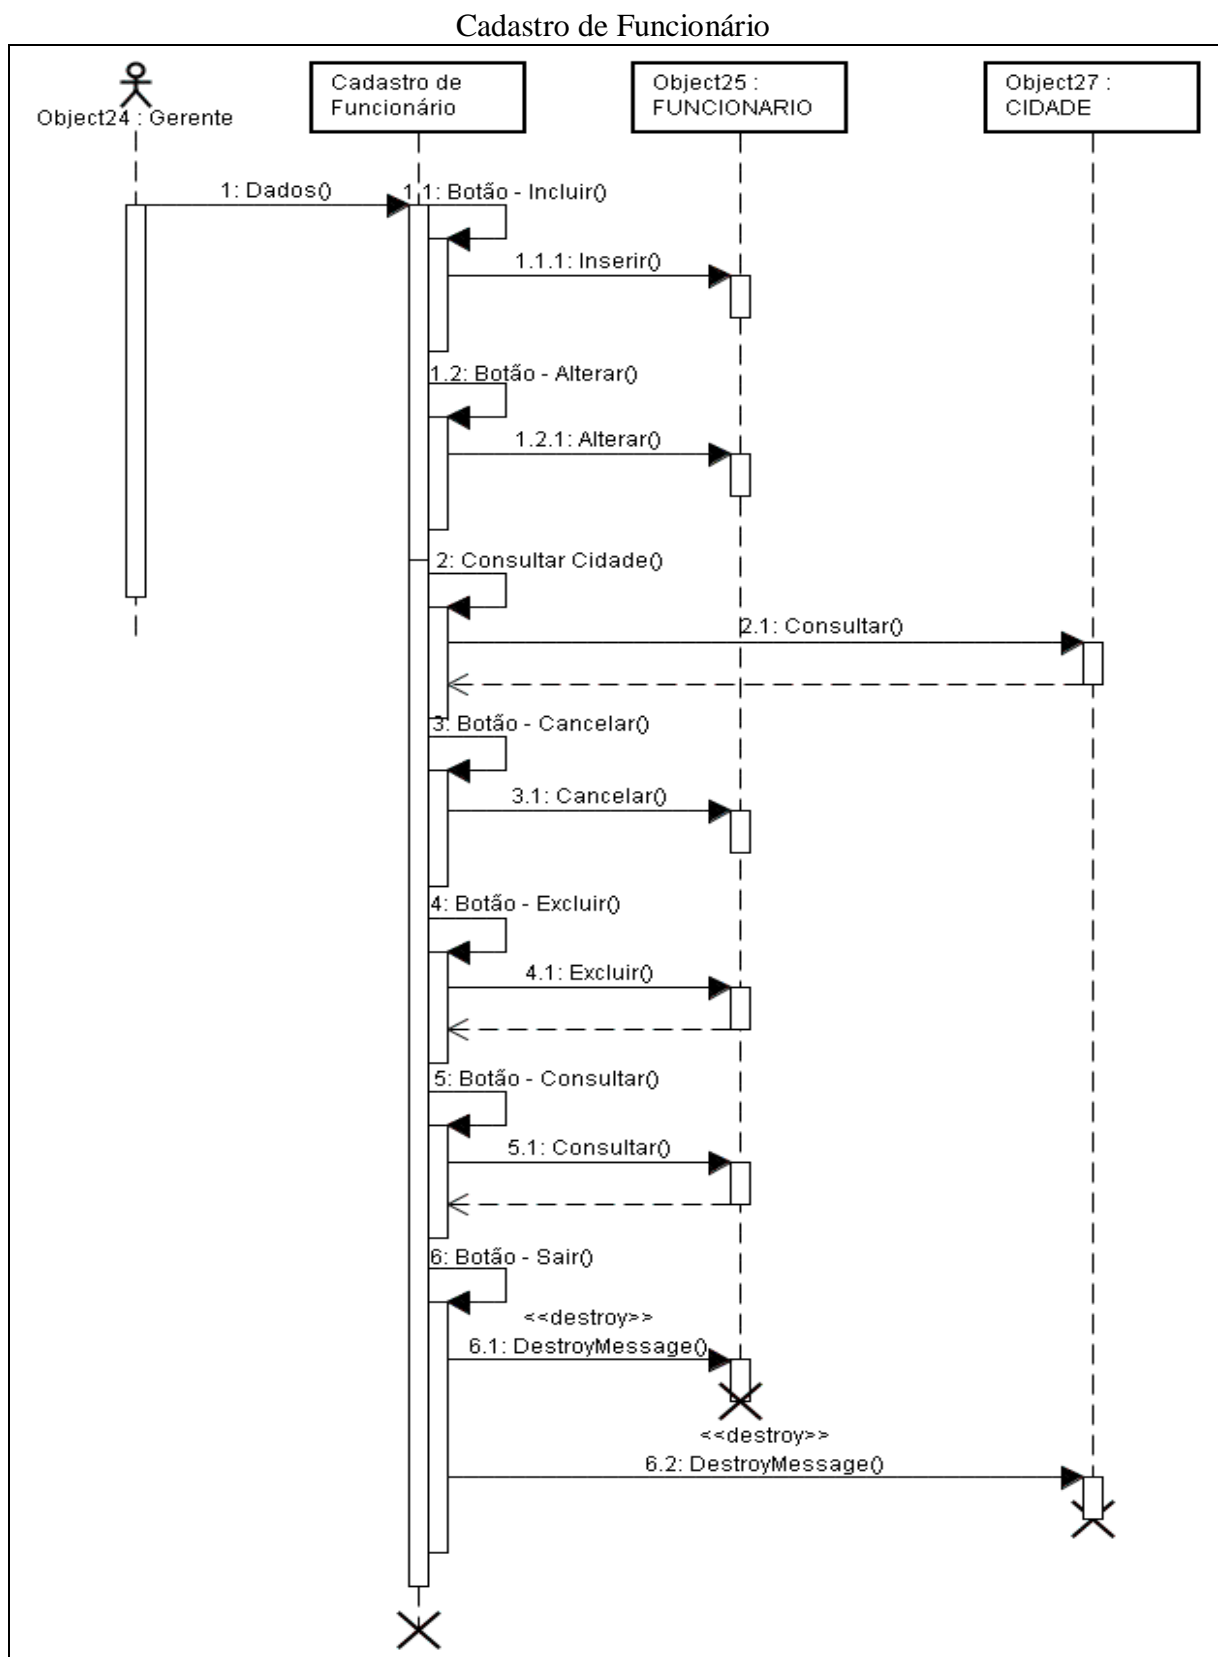 Cadastro de Funcionário
Object24 : Gerente
Cadastro de
Funcionário
Object25 :
FUNCIONARIO
Object27 :
CIDADE
1: Dados()
1.1: Botão - Incluir()
1.1.1: Inserir()
1.2: Botão - Alterar()
1.2.1: Alterar()
2: Consultar Cidade()
2.1: Consultar()
3: Botão - Cancelar()
3.1: Cancelar()
4: Botão - Excluir()
4.1: Excluir()
5: Botão - Consultar()
5.1: Consultar()
6: Botão - Sair()
<<destroy>>
6.1: DestroyMessage()
<<destroy>>
6.2: DestroyMessage()